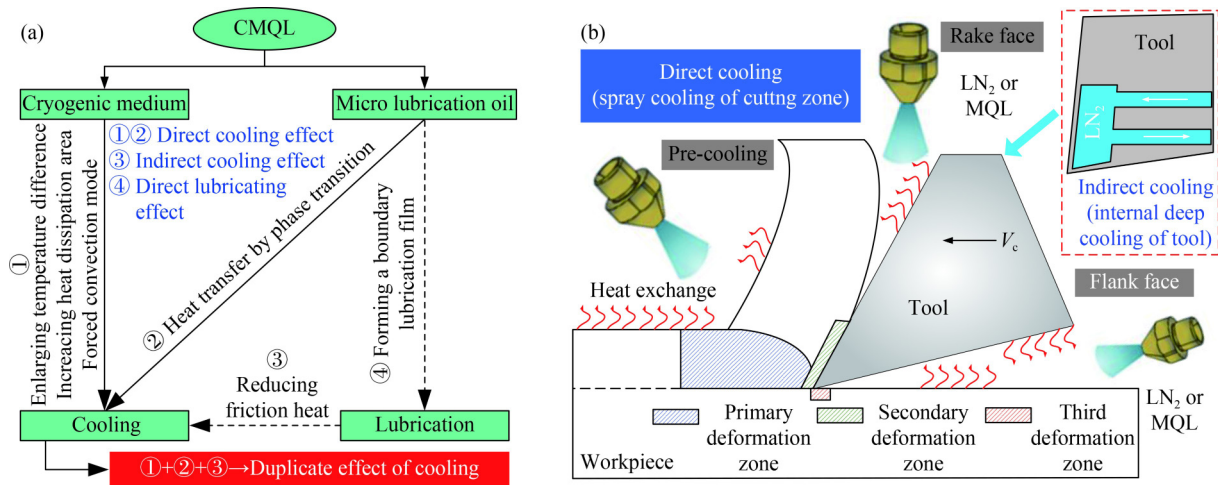 (a)
CMQL
Cryogenic medium
Micro lubrication oil
①② Direct cooling effect
③ Indirect cooling effect
④ Direct lubricating
effect
①
Enlarging temperature difference
Increacing heat dissipation area
Forced convection mode
② Heat transfer by phase transition
④ Forming a boundary
lubrication film
③
Reducing
friction heat
Cooling
Lubrication
①+②+③→Duplicate effect of cooling
(b)
Direct cooling
(spray cooling of cuttng zone)
Rake face
LN₂ or
MQL
Tool
LN₂
Indirect cooling
(internal deep
cooling of tool)
Pre-cooling
Heat exchange
Vc
Tool
Flank face
LN₂ or
MQL
Primary
deformation
zone
Secondary
deformation
zone
Third
deformation
zone
Workpiece